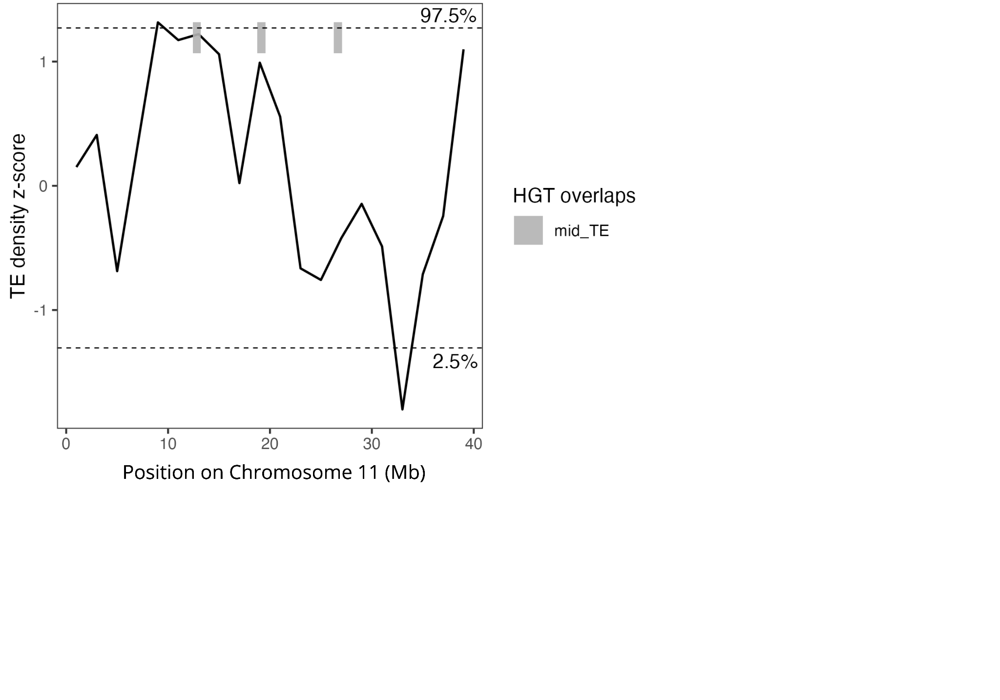 97.5%
1
0
-1
TE density z-score
2.5%
0 10 20 30 40
Position on Chromosome 11 (Mb)
HGT overlaps
mid_TE